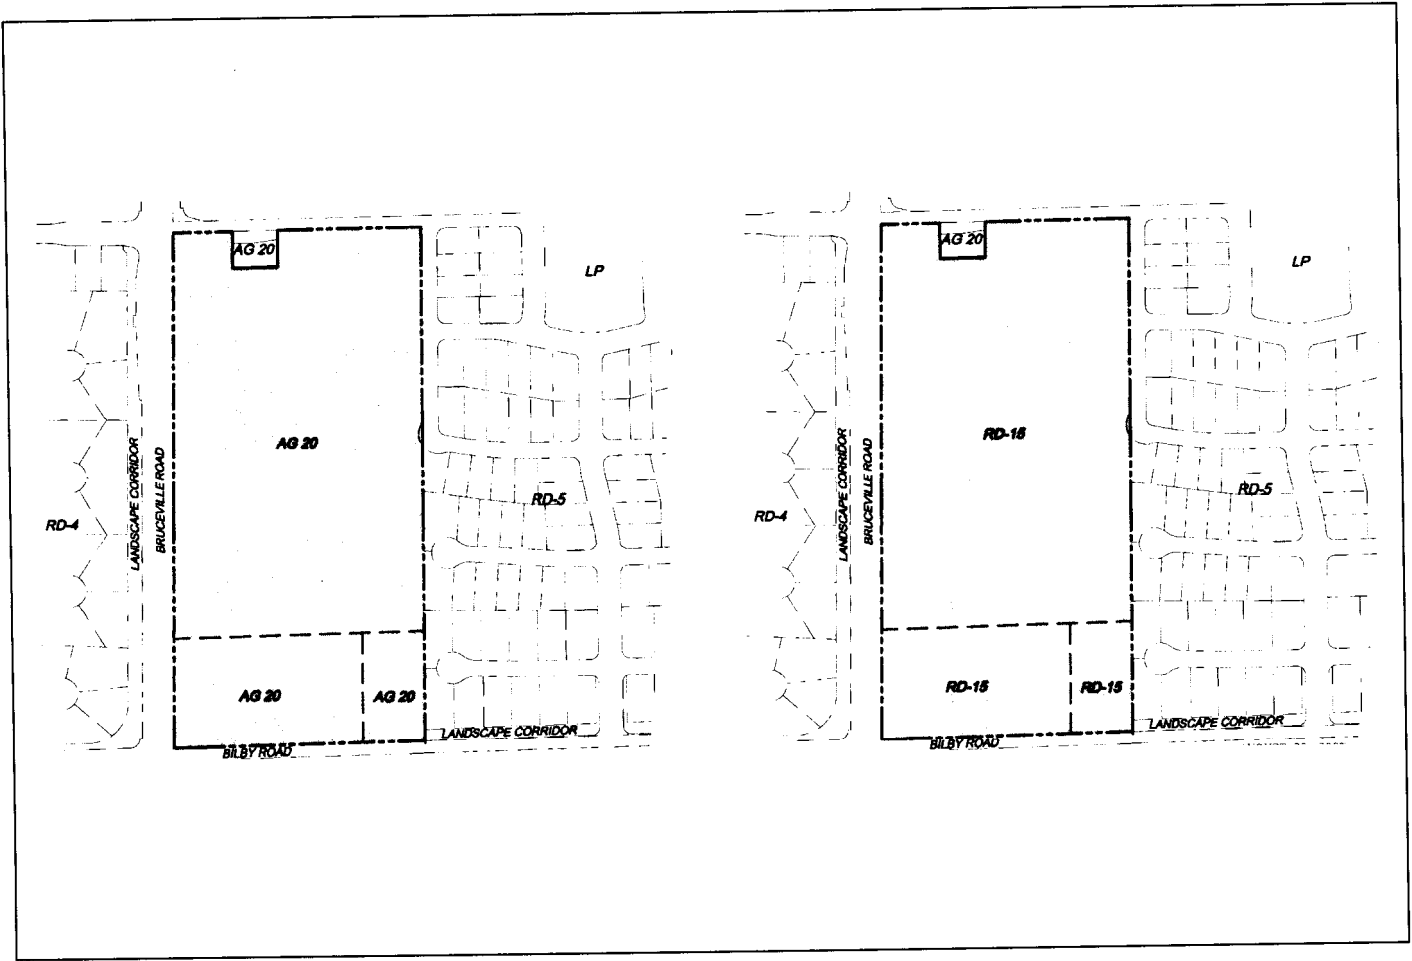 AG 20
LP
AG 20
RD-5
RD-4
LANDSCAPE CORRIDOR
BRUCEVILLE ROAD
AG 20
AG 20
LANDSCAPE CORRIDOR
BILBY ROAD
AG 20
LP
RD-15
RD-5
RD-4
LANDSCAPE CORRIDOR
BRUCEVILLE ROAD
RD-15
RD-15
LANDSCAPE CORRIDOR
BILBY ROAD